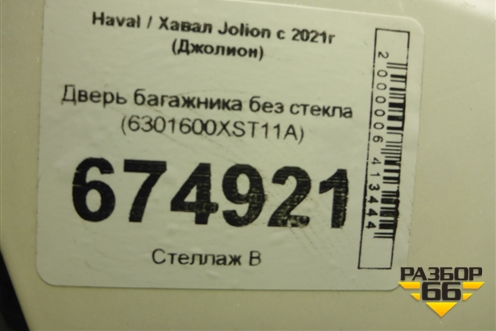 Haval / Хавал Jolion с 2021г
(Джолион)
Дверь багажника без стекла
(6301600XST11A)
674921
Стеллаж В
2000006413444
РАЗБОР
66